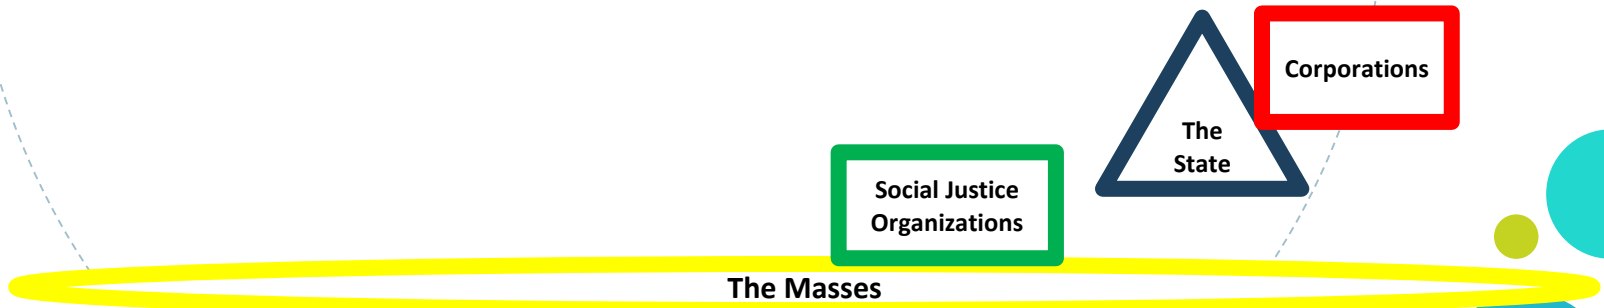 Corporations
The
State
Social Justice
Organizations
The Masses